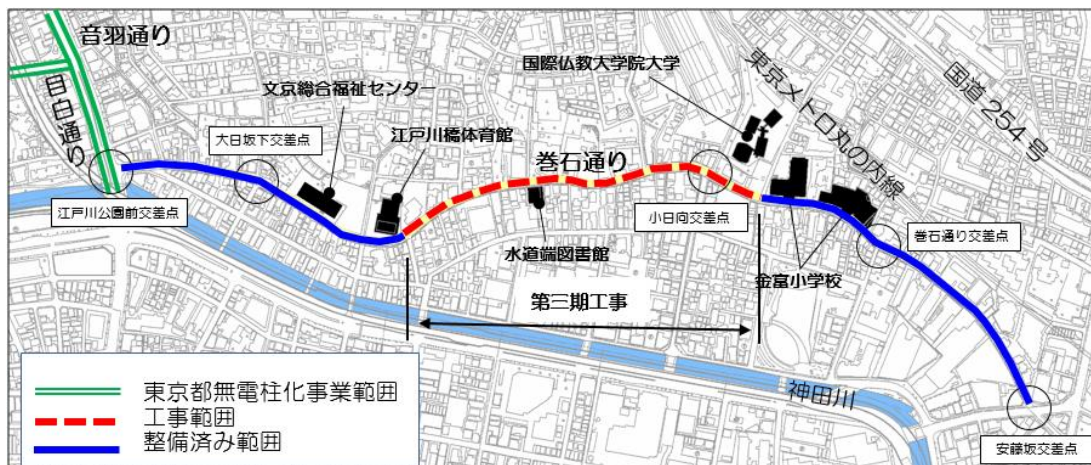 音羽通り
目白通り
文京総合福祉センター
大日坂下交差点
江戸川橋体育館
国際仏教大学院大学
東京メトロ丸の内線
国道254号
巻石通り
江戸川公園前交差点
水道端図書館
小日向交差点
巻石通り交差点
金富小学校
第三期工事
神田川
安藤坂交差点
東京都無電柱化事業範囲
工事範囲
整備済み範囲